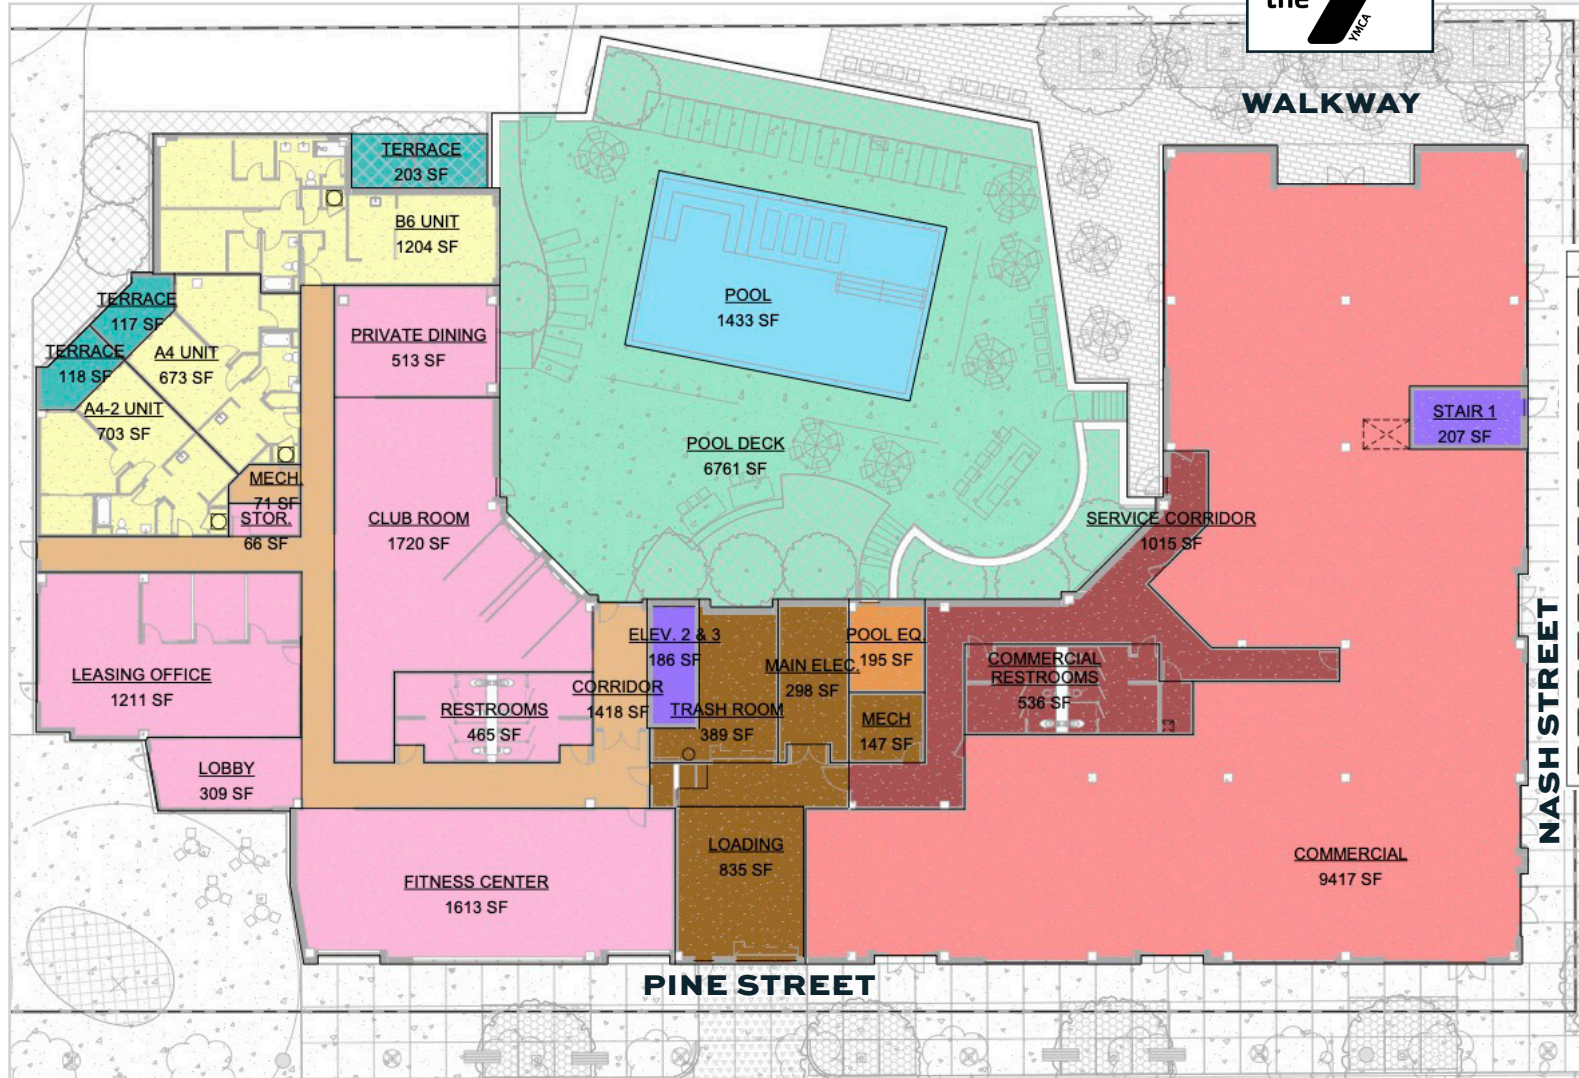 the
YMCA
WALKWAY
TERRACE
203 SF
B6 UNIT
1204 SF
TERRACE
117 SF
TERRACE
118 SF
A4 UNIT
673 SF
A4-2 UNIT
703 SF
MECH.
71 SF
STOR.
66 SF
PRIVATE DINING
513 SF
POOL
1433 SF
POOL DECK
6761 SF
CLUB ROOM
1720 SF
STAIR 1
207 SF
SERVICE CORRIDOR
1015 SF
LEASING OFFICE
1211 SF
LOBBY
309 SF
RESTROOMS
465 SF
CORRIDOR
1418 SF
ELEV. 2 & 3
186 SF
TRASH ROOM
389 SF
MAIN ELEC.
298 SF
POOL EQ.
195 SF
MECH
147 SF
COMMERCIAL
RESTROOMS
536 SF
NASH STREET
FITNESS CENTER
1613 SF
LOADING
835 SF
COMMERCIAL
9417 SF
PINE STREET